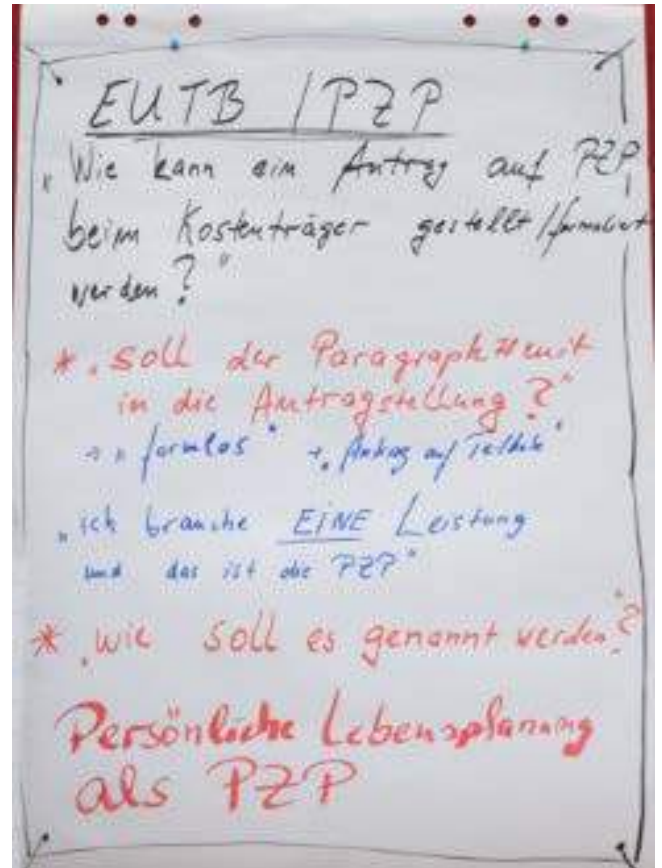 EUTB / PZP
"Wie kann ein Antrag auf PZP
beim Kostenträger gestellt / formuliert
werden?"
* "soll der Paragraph mit
in die Antragstellung?"
→ "formlos" → "Antrag auf Teilhabe"
"ich brauche EINE Leistung
und das ist die PZP"
* "wie soll es genannt werden?"
Persönliche Lebensplanung
als PZP